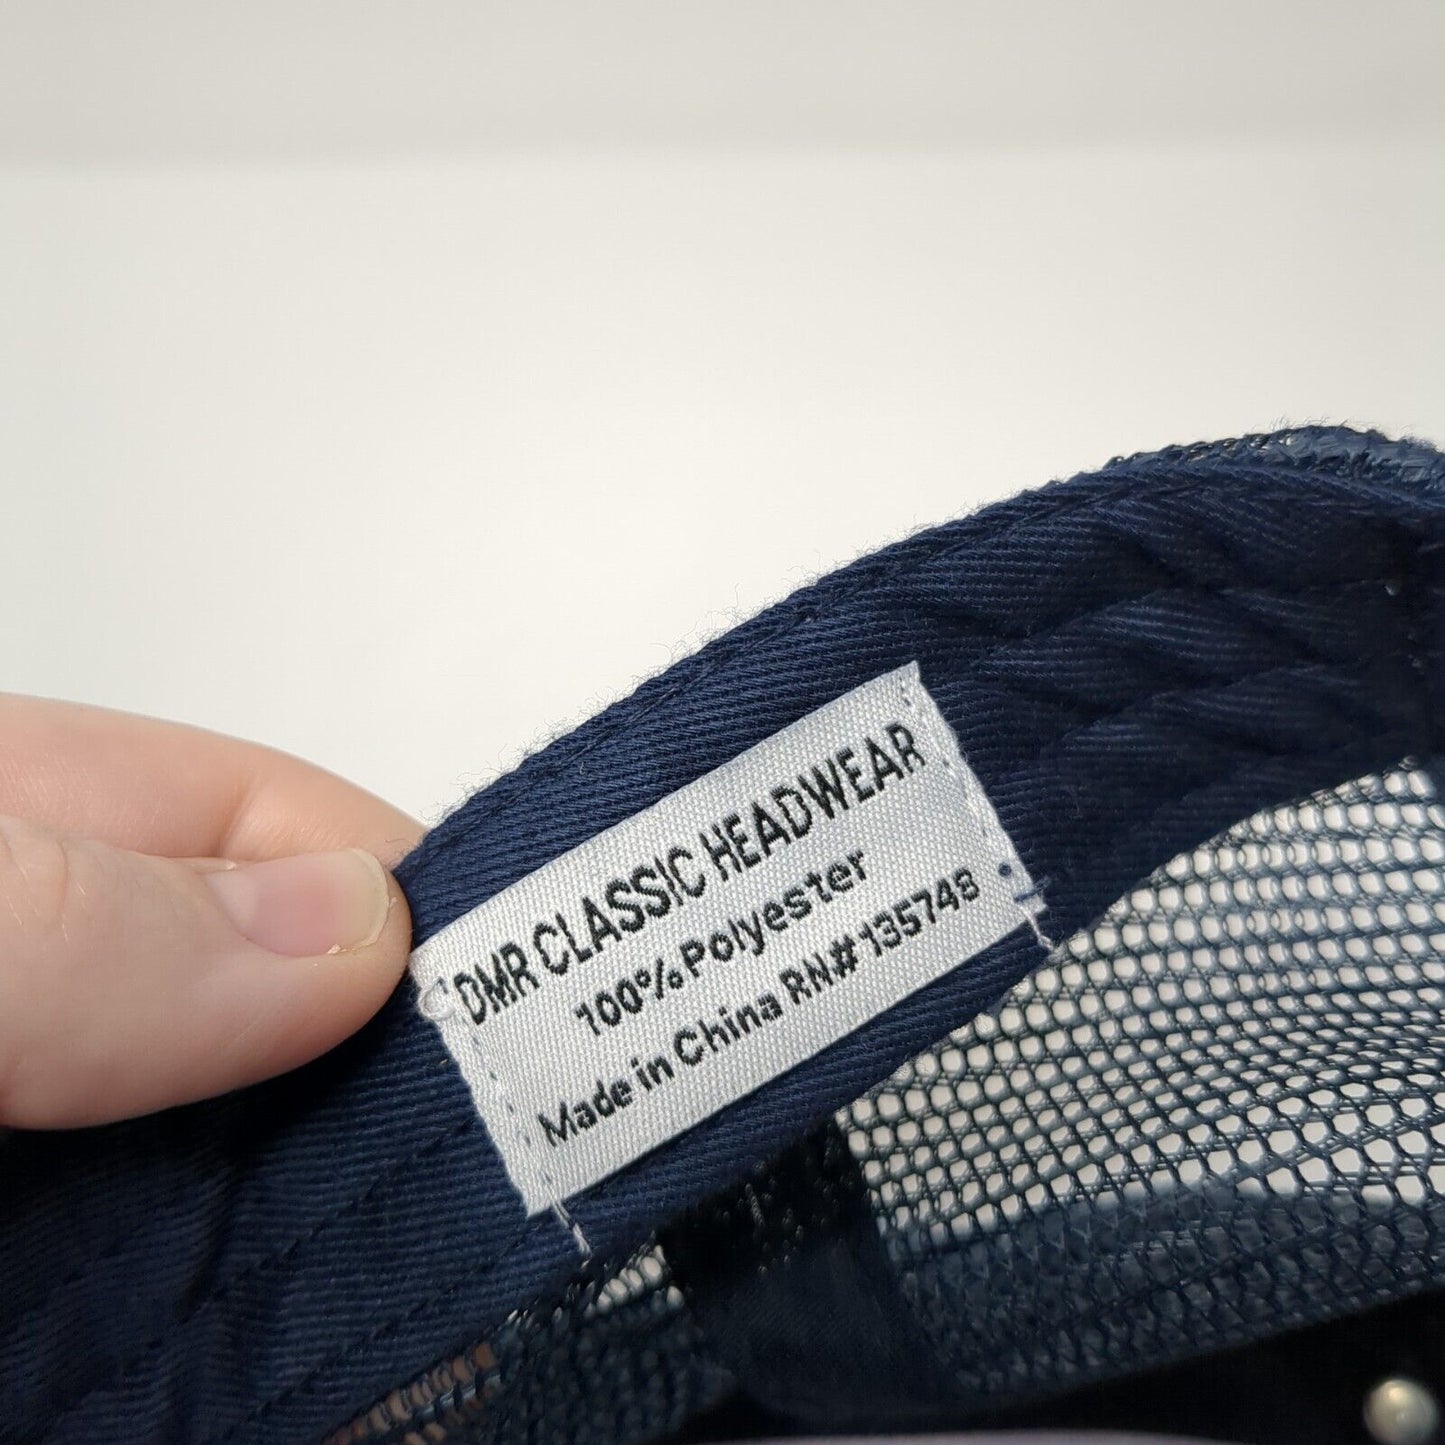 DMR CLASSIC HEADWEAR
100% Polyester
Made in China RN# 135748